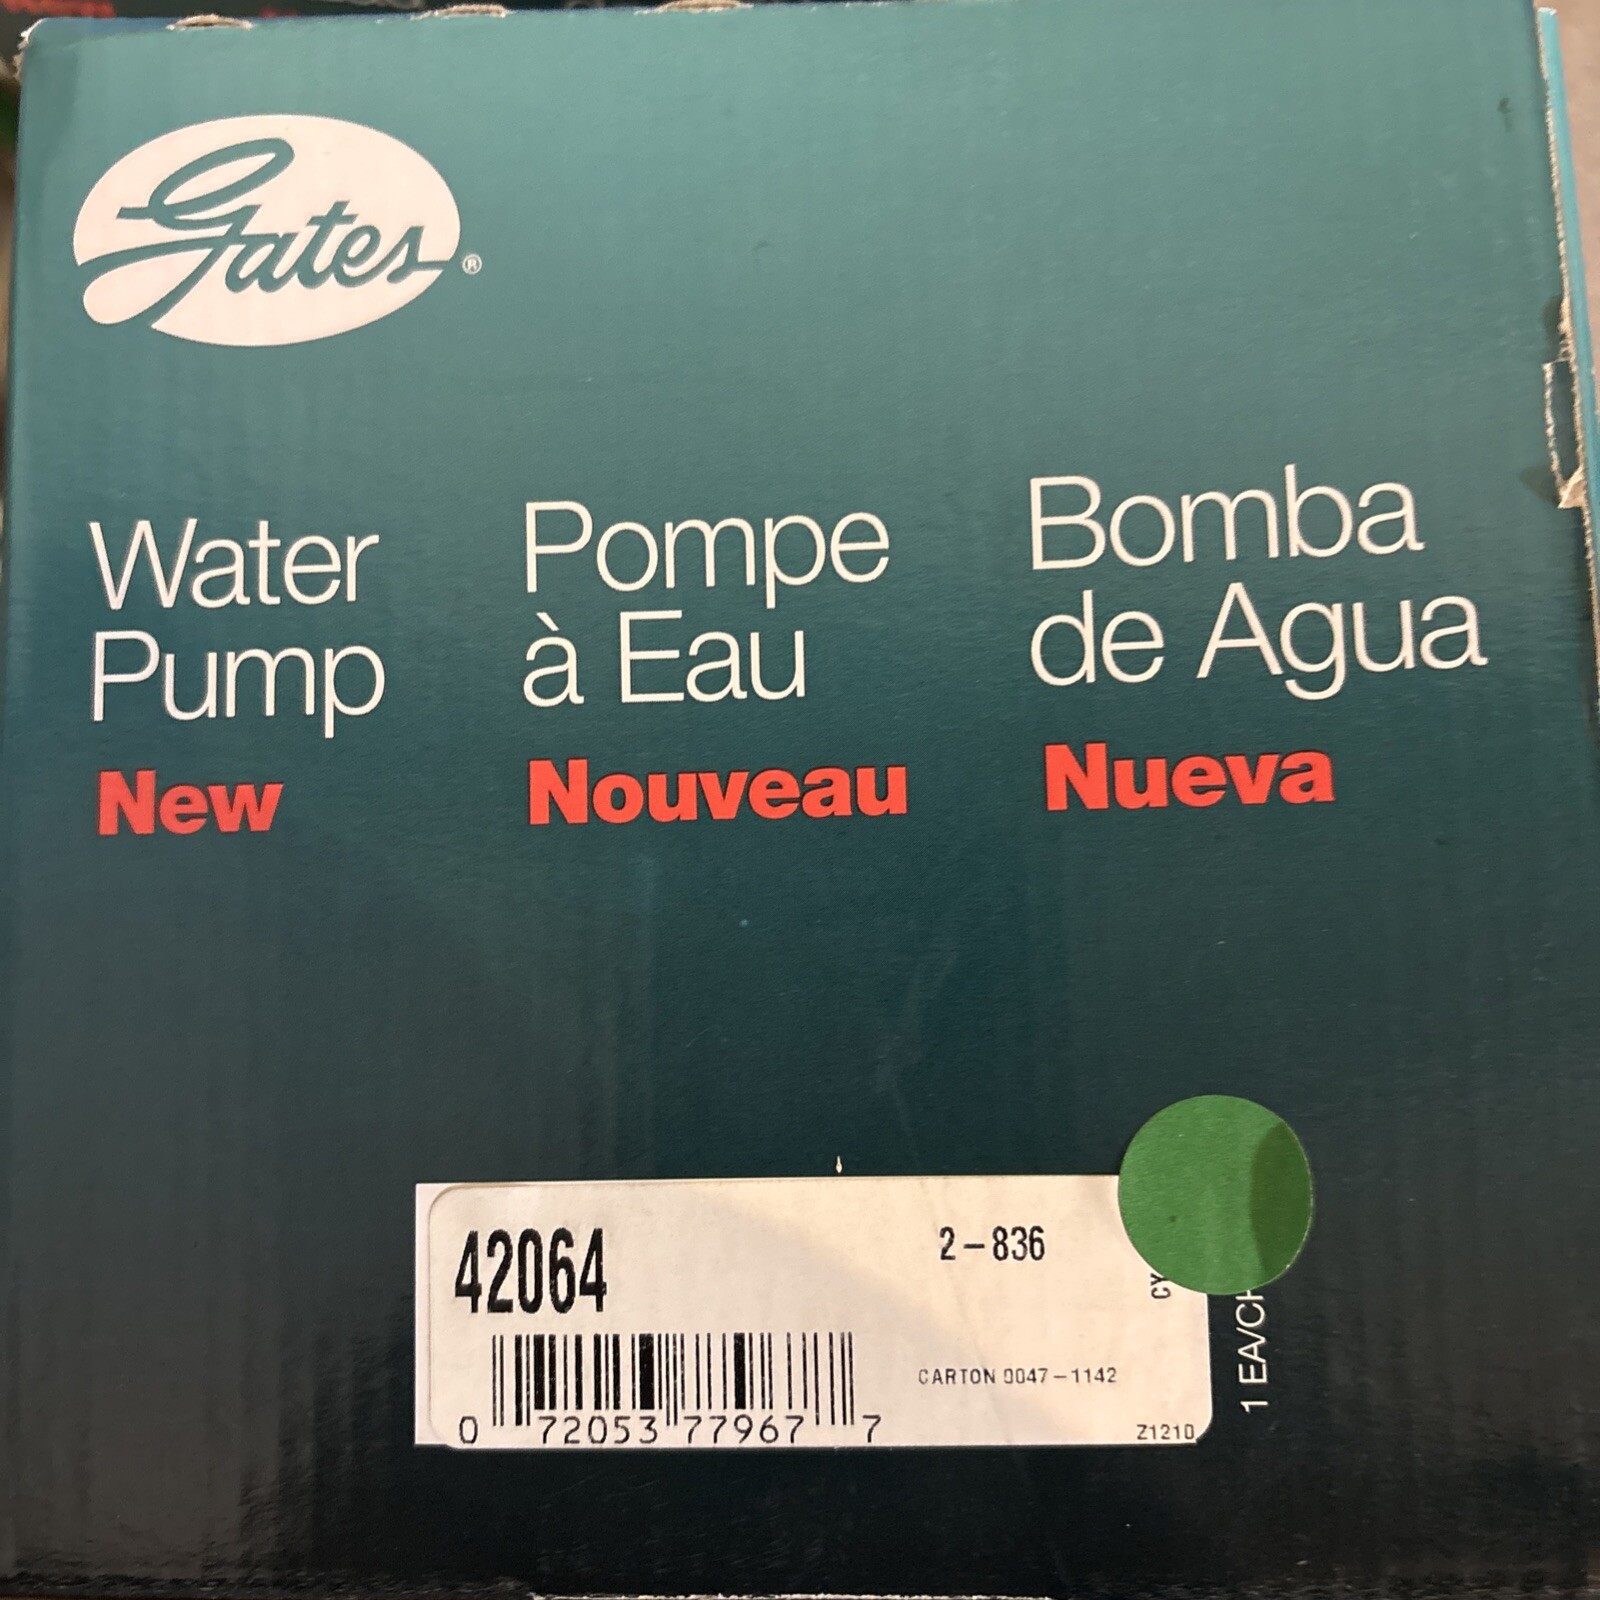 Gates®
Water
Pump
New
Pompe
à Eau
Nouveau
Bomba
de Agua
Nueva
42064
2-836
CARTON 0047-1142
0 72053 77967 7
Z1210
CY
1 EA/CH